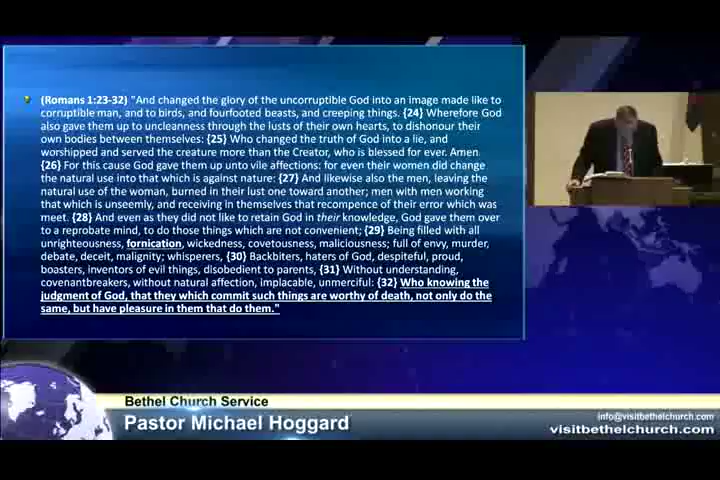 (Romans 1:23-32) "And changed the glory of the uncorruptible God into an image made like to
corruptible man, and to birds, and fourfooted beasts, and creeping things. {24} Wherefore God
also gave them up to uncleanness through the lusts of their own hearts, to dishonour their
own bodies between themselves: {25} Who changed the truth of God into a lie, and
worshipped and served the creature more than the Creator, who is blessed for ever. Amen.
{26} For this cause God gave them up unto vile affections: for even their women did change
the natural use into that which is against nature: {27} And likewise also the men, leaving the
natural use of the woman, burned in their lust one toward another; men with men working
that which is unseemly, and receiving in themselves that recompence of their error which was
meet. {28} And even as they did not like to retain God in their knowledge, God gave them over
to a reprobate mind, to do those things which are not convenient; {29} Being filled with all
unrighteousness, fornication, wickedness, covetousness, maliciousness; full of envy, murder,
debate, deceit, malignity; whisperers, {30} Backbiters, haters of God, despiteful, proud,
boasters, inventors of evil things, disobedient to parents, {31} Without understanding,
covenantbreakers, without natural affection, implacable, unmerciful: {32} Who knowing the
judgment of God, that they which commit such things are worthy of death, not only do the
same, but have pleasure in them that do them."
Bethel Church Service
Pastor Michael Hoggard
info@visitbethelchurch.com
visitbethelchurch.com